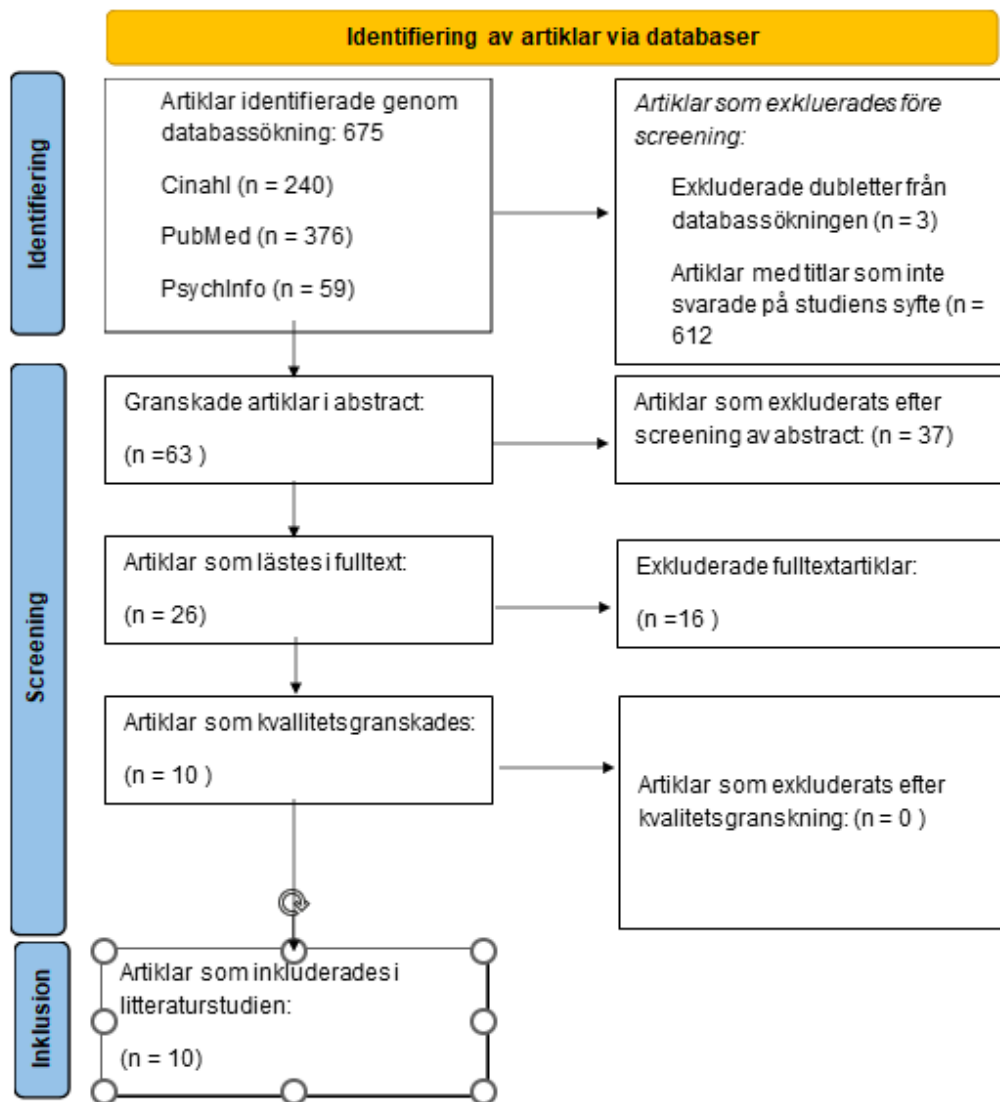 Identifiering av artiklar via databaser
Identifiering
Artiklar identifierade genom
databassökning: 675
Cinahl (n = 240)
PubMed (n = 376)
PsychInfo (n = 59)
Artiklar som exkluerades före
screening:
Exkluderade dubletter från
databassökningen (n = 3)
Artiklar med titlar som inte
svarade på studiens syfte (n =
612
Screening
Granskade artiklar i abstract:
(n =63 )
Artiklar som exkluderats efter
screening av abstract: (n = 37)
Artiklar som lästes i fulltext:
(n = 26)
Exkluderade fulltextartiklar:
(n =16 )
Artiklar som kvallitetsgranskades:
(n = 10 )
Artiklar som exkluderats efter
kvalitetsgranskning: (n = 0 )
Inklusion
Artiklar som inkluderades i
litteraturstudien:
(n = 10)